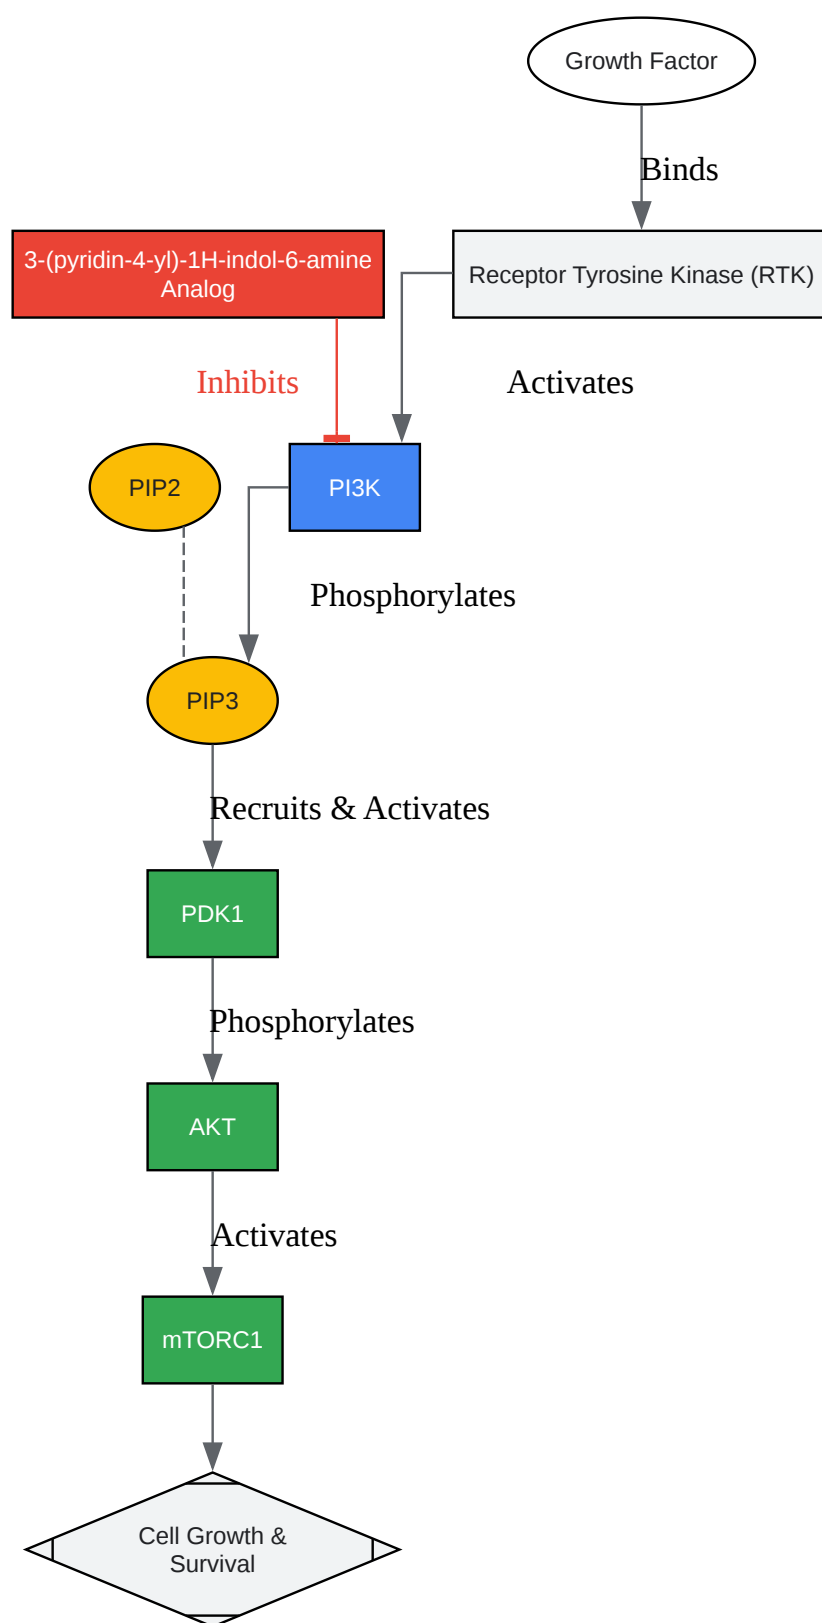 Growth Factor
Binds
3-(pyridin-4-yl)-1H-indol-6-amine
Analog
Receptor Tyrosine Kinase (RTK)
Inhibits
Activates
PIP2
PI3K
Phosphorylates
PIP3
Recruits & Activates
PDK1
Phosphorylates
AKT
Activates
mTORC1
Cell Growth &
Survival